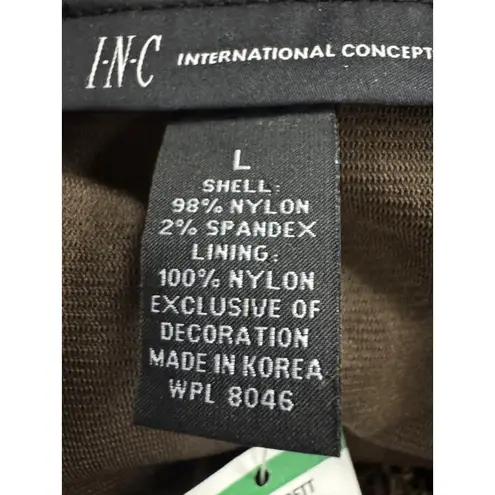 I·N·C INTERNATIONAL CONCEPT
L
SHELL:
98% NYLON
2% SPANDEX
LINING:
100% NYLON
EXCLUSIVE OF
DECORATION
MADE IN KOREA
WPL 8046